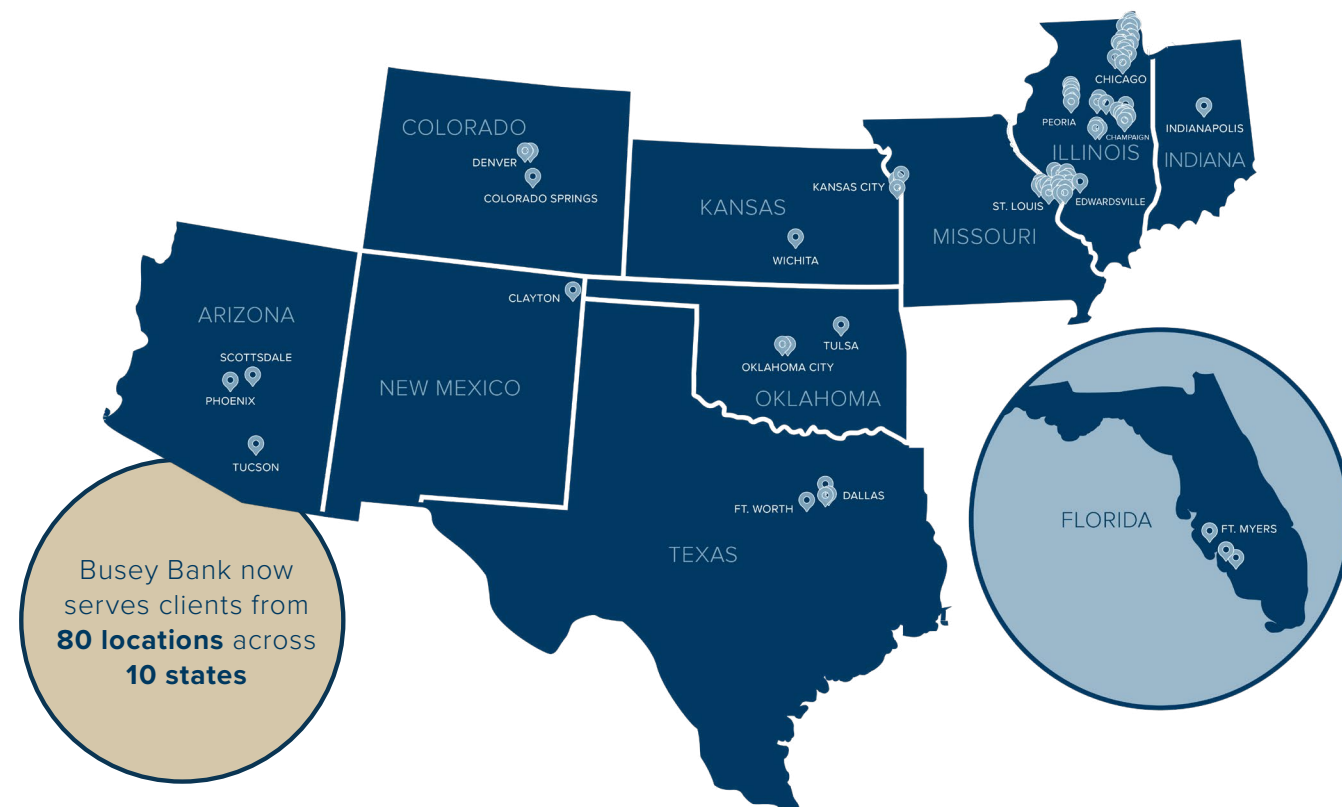 CHICAGO
COLORADO
PEORIA
INDIANAPOLIS
CHAMPAIGN
DENVER
ILLINOIS
INDIANA
COLORADO SPRINGS
KANSAS CITY
KANSAS
ST. LOUIS
EDWARDSVILLE
MISSOURI
WICHITA
CLAYTON
ARIZONA
TULSA
SCOTTSDALE
OKLAHOMA CITY
NEW MEXICO
OKLAHOMA
PHOENIX
TUCSON
DALLAS
FT. WORTH
FLORIDA
FT. MYERS
TEXAS
Busey Bank now
serves clients from
80 locations across
10 states